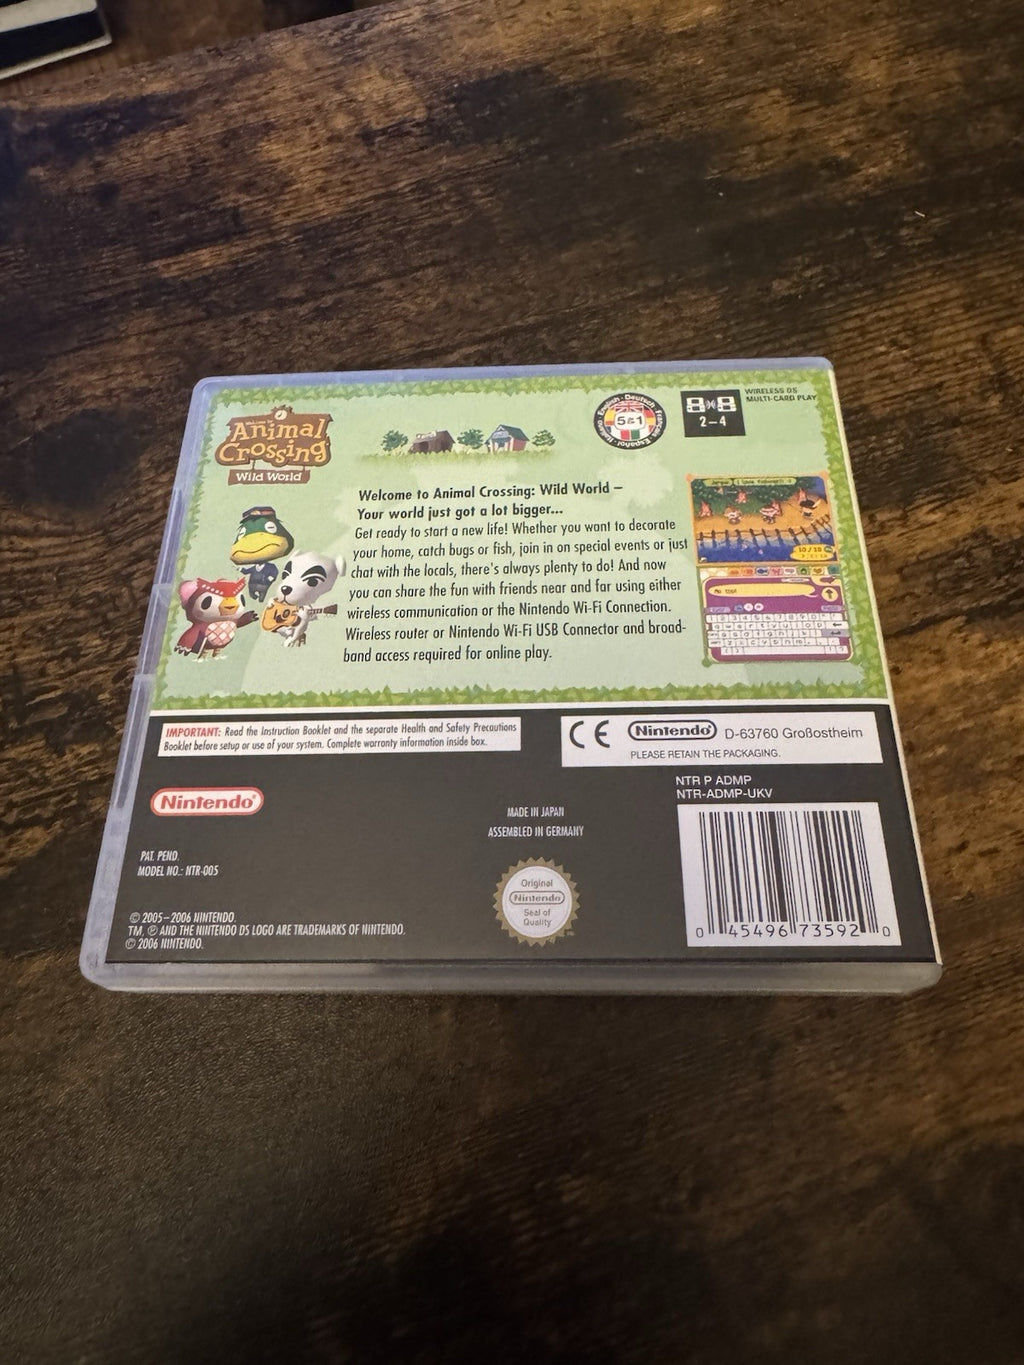 Animal
Crossing
Wild World
English · Deutsch · Français · Español · Italiano
5 in 1
2–4
WIRELESS DS
MULTI-CARD PLAY
Welcome to Animal Crossing: Wild World –
Your world just got a lot bigger...
Get ready to start a new life! Whether you want to decorate
your home, catch bugs or fish, join in on special events or just
chat with the locals, there's always plenty to do! And now
you can share the fun with friends near and far using either
wireless communication or the Nintendo Wi-Fi Connection.
Wireless router or Nintendo Wi-Fi USB Connector and broad-
band access required for online play.
IMPORTANT: Read the Instruction Booklet and the separate Health and Safety Precautions
Booklet before setup or use of your system. Complete warranty information inside box.
CE Nintendo® D-63760 Großostheim
PLEASE RETAIN THE PACKAGING.
NTR P ADMP
NTR-ADMP-UKV
Nintendo®
MADE IN JAPAN
ASSEMBLED IN GERMANY
PAT. PEND.
MODEL NO.: NTR-005
Original
Nintendo
Seal of
Quality
© 2005–2006 NINTENDO.
TM, ® AND THE NINTENDO DS LOGO ARE TRADEMARKS OF NINTENDO.
© 2006 NINTENDO.
0 45496 73592 0